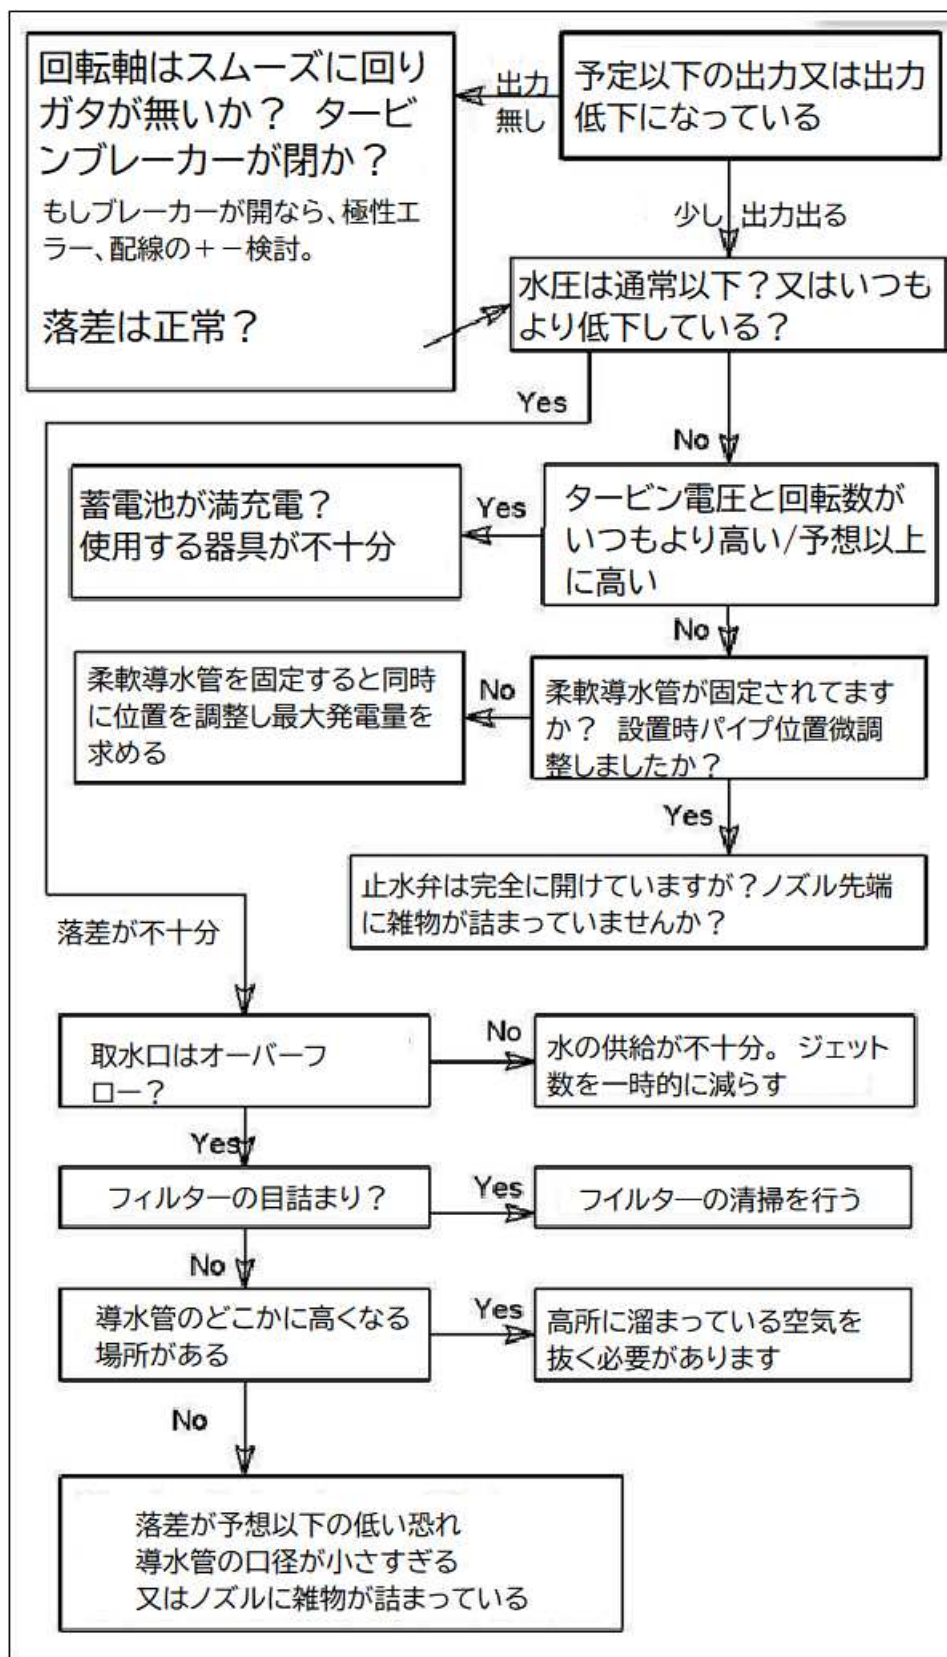 回転軸はスムーズに回り
ガタが無いか? タービ
ンブレーカーが閉か?
もしブレーカーが開なら、極性エ
ラー、配線の+-検討。
落差は正常?
出力
無し
予定以下の出力又は出力
低下になっている
少し 出力出る
水圧は通常以下?又はいつも
より低下している?
Yes
No
タービン電圧と回転数が
いつもより高い/予想以上
に高い
Yes
蓄電池が満充電?
使用する器具が不十分
No
柔軟導水管が固定されてます
か? 設置時パイプ位置微調
整しましたか?
No
柔軟導水管を固定すると同時
に位置を調整し最大発電量を
求める
Yes
止水弁は完全に開けていますが?ノズル先端
に雑物が詰まっていませんか?
落差が不十分
取水口はオーバーフ
ロー?
No
水の供給が不十分。 ジェット
数を一時的に減らす
Yes
フィルターの目詰まり?
Yes
フイルターの清掃を行う
No
導水管のどこかに高くなる
場所がある
Yes
高所に溜まっている空気を
抜く必要があります
No
落差が予想以下の低い恐れ
導水管の口径が小さすぎる
又はノズルに雑物が詰まっている